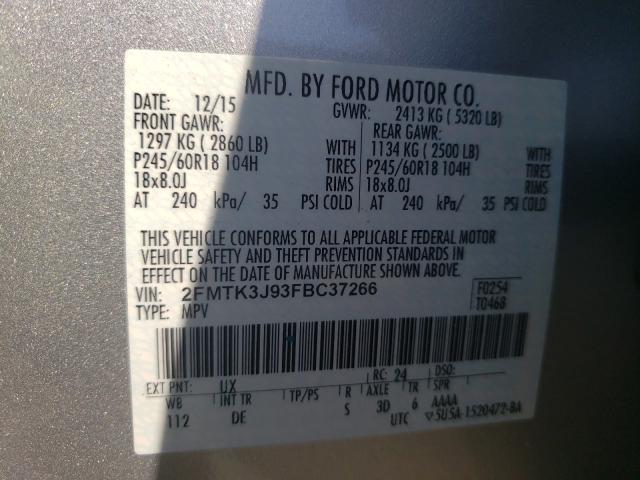 MFD. BY FORD MOTOR CO.
DATE: 12/15 GVWR: 2413 KG ( 5320 LB)
FRONT GAWR: REAR GAWR:
1297 KG ( 2860 LB) WITH 1134 KG ( 2500 LB) WITH
P245/60R18 104H TIRES P245/60R18 104H TIRES
18x8.0J RIMS 18x8.0J RIMS
AT 240 kPa/ 35 PSI COLD AT 240 kPa/ 35 PSI COLD
THIS VEHICLE CONFORMS TO ALL APPLICABLE FEDERAL MOTOR
VEHICLE SAFETY AND THEFT PREVENTION STANDARDS IN
EFFECT ON THE DATE OF MANUFACTURE SHOWN ABOVE.
VIN: 2FMTK3J93FBC37266 F0254
TYPE: MPV T0468
EXT PNT: UX RC: 24 DSO:
WB INT TR TP/PS R AXLE TR SPR
112 DE S 3D 6 AAAA
UTC 5U5A-1520472-BA